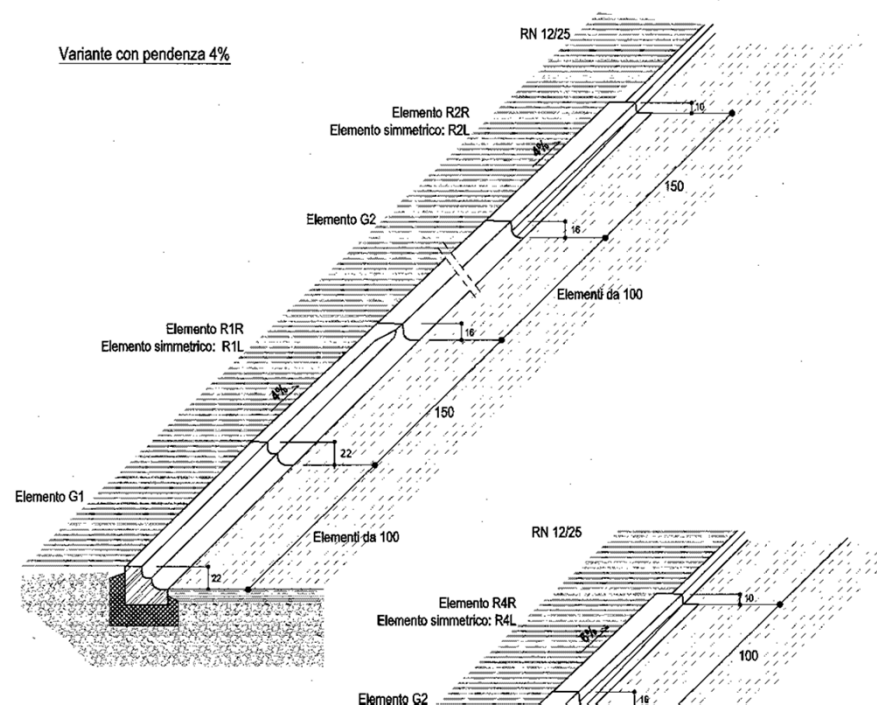 Variante con pendenza 4%
RN 12/25
Elemento R2R
Elemento simmetrico: R2L
10
4%
150
Elemento G2
16
Elementi da 100
Elemento R1R
Elemento simmetrico: R1L
16
4%
150
22
Elemento G1
Elementi da 100
22
RN 12/25
Elemento R4R
Elemento simmetrico: R4L
10
6%
100
Elemento G2
16